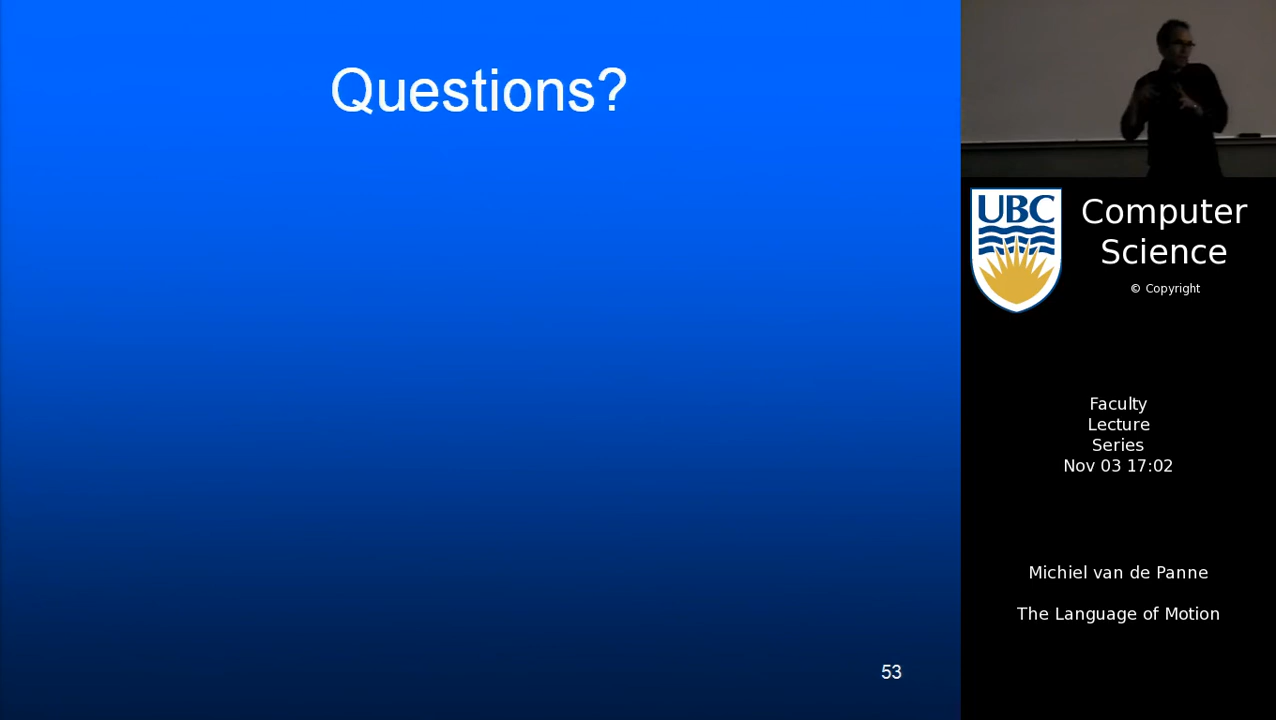 Questions?
53
UBC
Computer
Science
© Copyright
Faculty
Lecture
Series
Nov 03 17:02
Michiel van de Panne
The Language of Motion